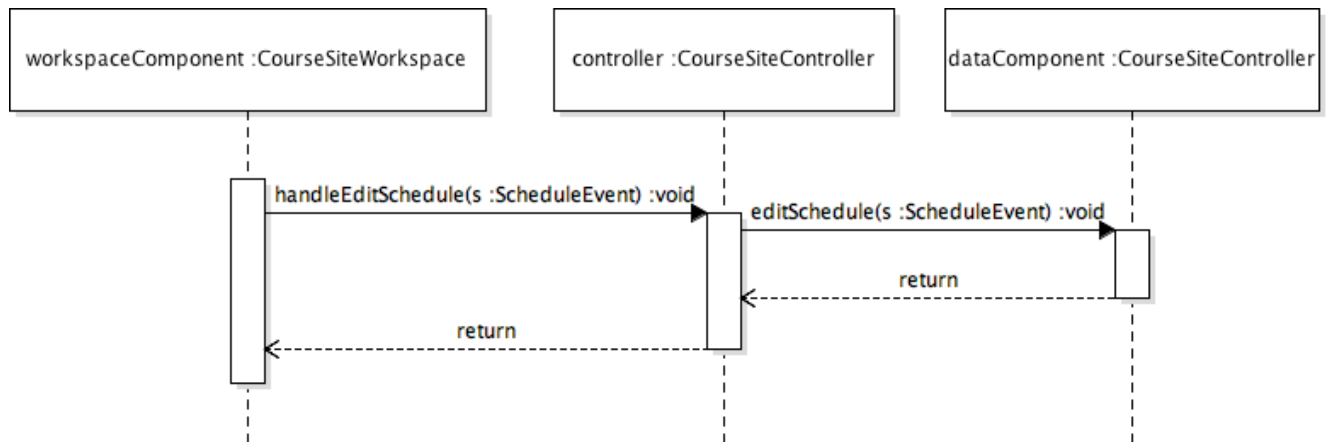 workspaceComponent :CourseSiteWorkspace
controller :CourseSiteController
dataComponent :CourseSiteController
handleEditSchedule(s :ScheduleEvent) :void
editSchedule(s :ScheduleEvent) :void
return
return